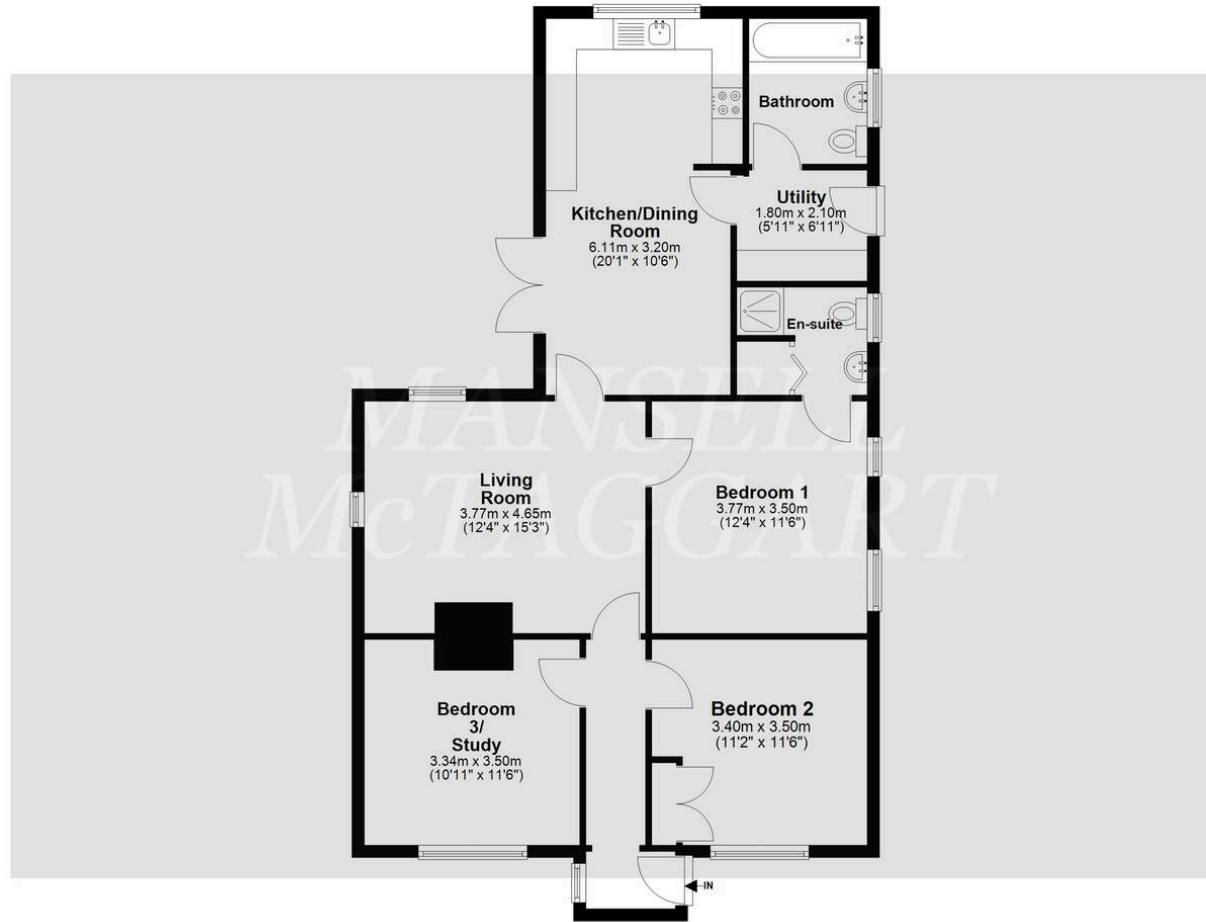 Bathroom
Utility
1.80m x 2.10m
(5'11" x 6'11")
Kitchen/Dining
Room
6.11m x 3.20m
(20'1" x 10'6")
En-suite
MANSELL
McTAGGART
Living
Room
3.77m x 4.65m
(12'4" x 15'3")
Bedroom 1
3.77m x 3.50m
(12'4" x 11'6")
Bedroom
3/
Study
3.34m x 3.50m
(10'11" x 11'6")
Bedroom 2
3.40m x 3.50m
(11'2" x 11'6")
IN